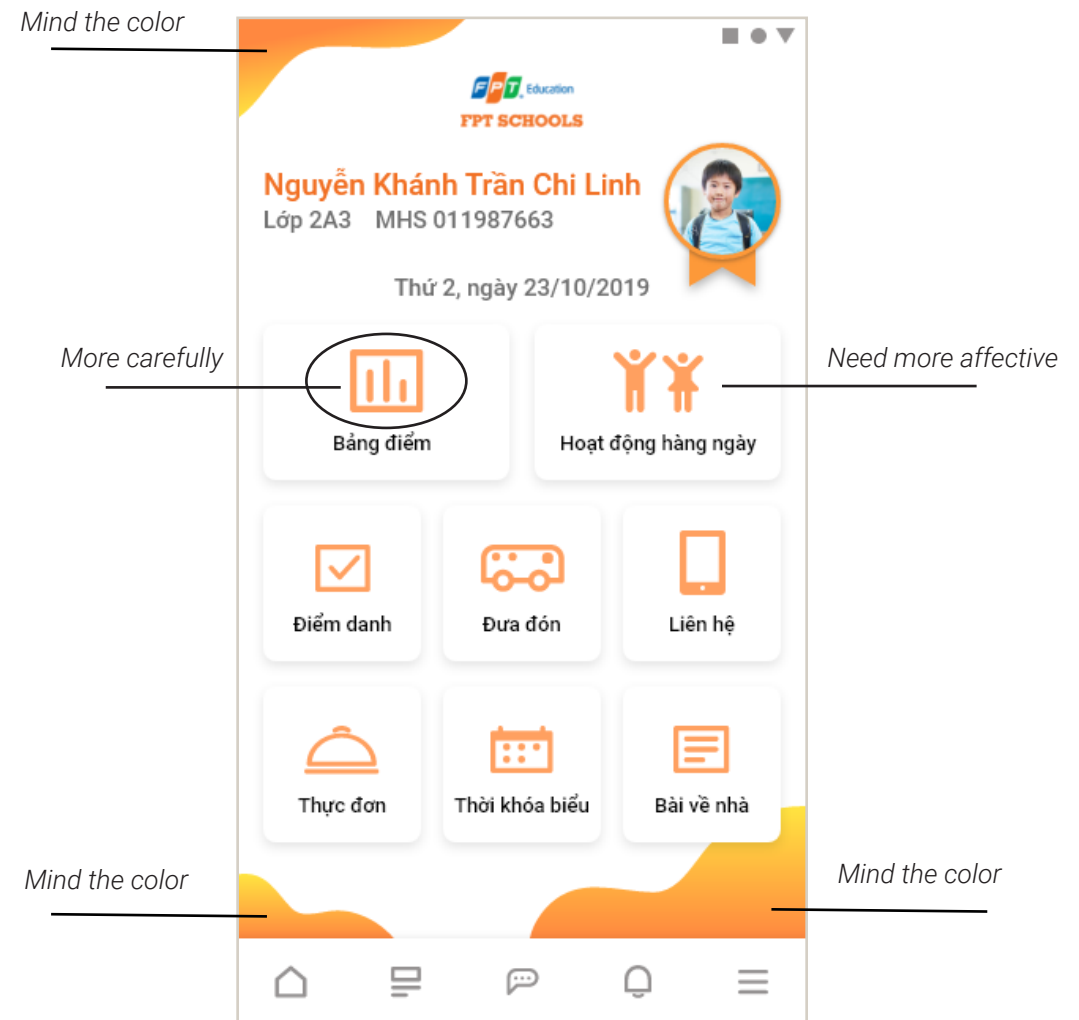 Mind the color
FPT Education
FPT SCHOOLS
Nguyễn Khánh Trần Chi Linh
Lớp 2A3 MHS 011987663
Thứ 2, ngày 23/10/2019
More carefully
Need more affective
Bảng điểm
Hoạt động hàng ngày
Điểm danh
Đưa đón
Liên hệ
Thực đơn
Thời khóa biểu
Bài về nhà
Mind the color
Mind the color